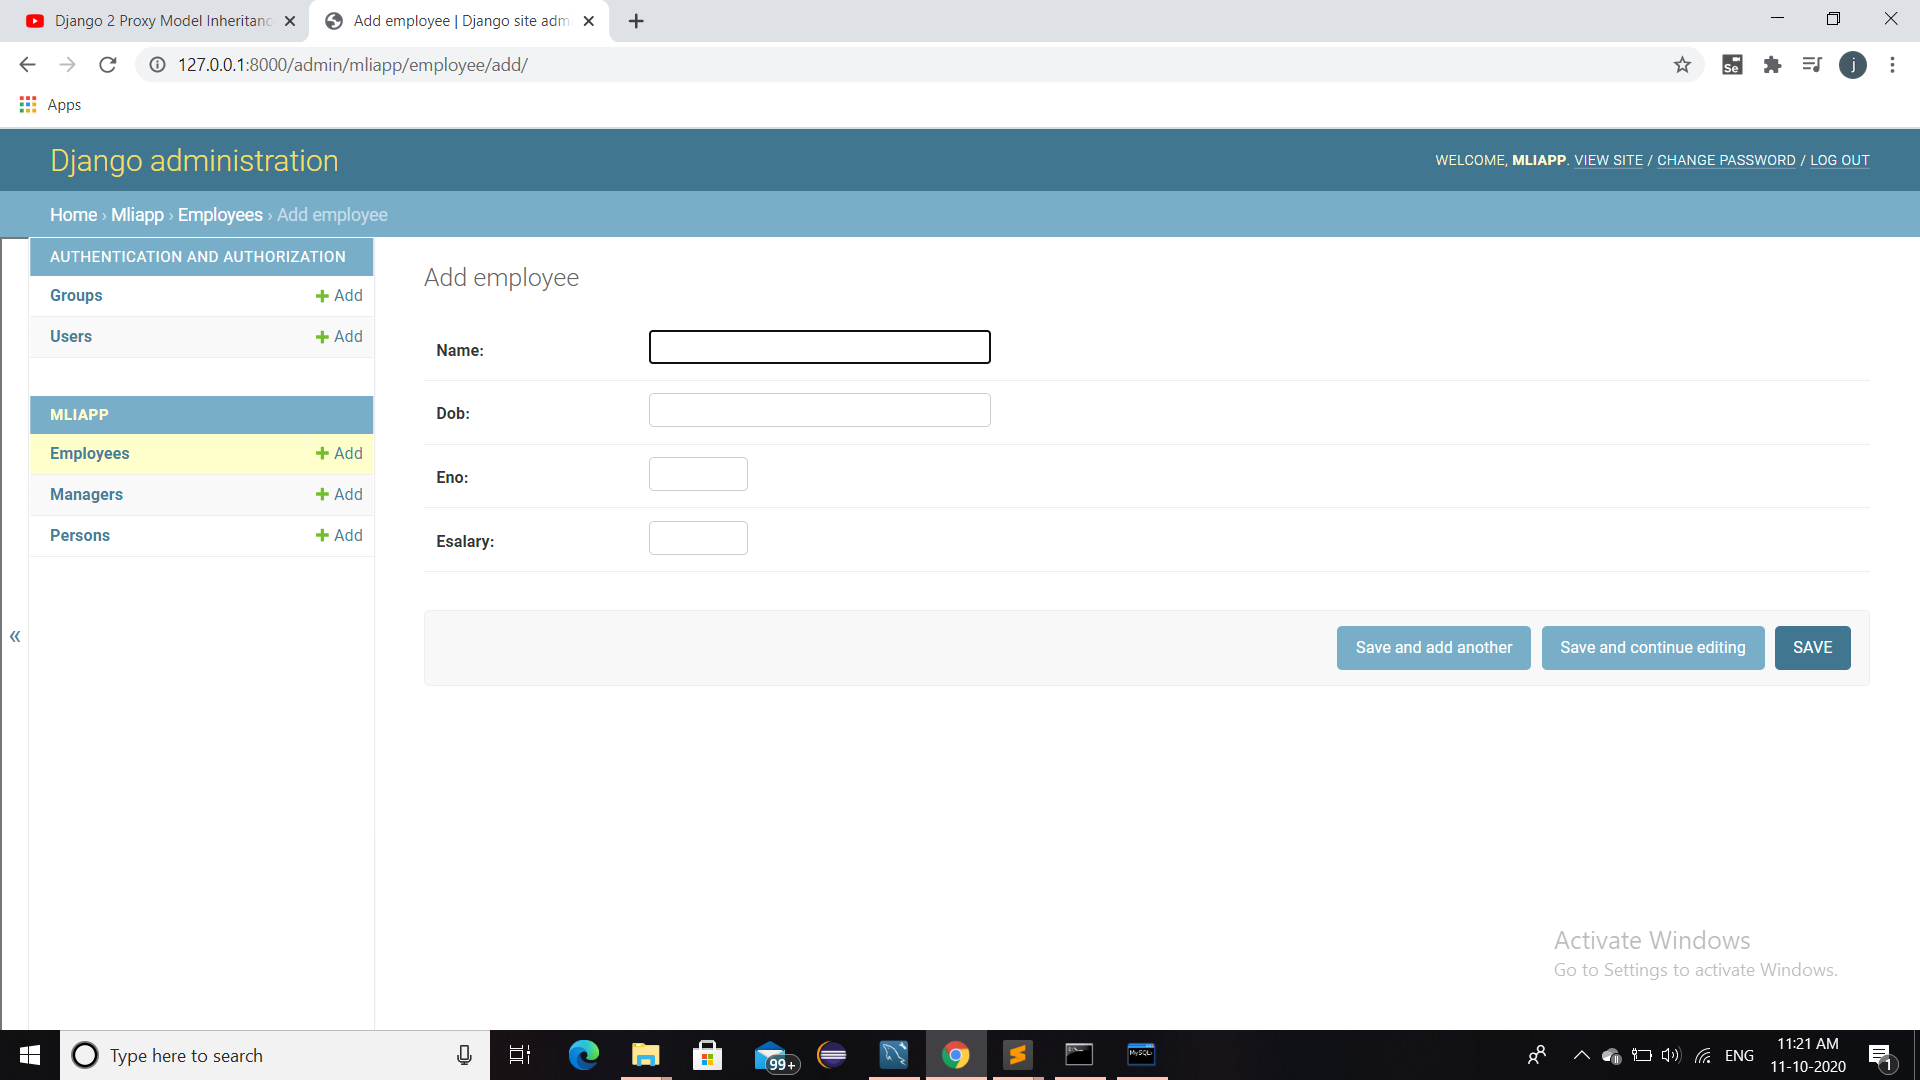 Django 2 Proxy Model Inheritanc
Add employee | Django site adm
127.0.0.1:8000/admin/mliapp/employee/add/
Se
j
Apps
Django administration
WELCOME, MLIAPP. VIEW SITE / CHANGE PASSWORD / LOG OUT
Home › Mliapp › Employees › Add employee
AUTHENTICATION AND AUTHORIZATION
Groups
Add
Users
Add
MLIAPP
Employees
Add
Managers
Add
Persons
Add
«
Add employee
Name:
Dob:
Eno:
Esalary:
Save and add another
Save and continue editing
SAVE
Activate Windows
Go to Settings to activate Windows.
Type here to search
99+
MySQL
ENG
11:21 AM
11-10-2020
1